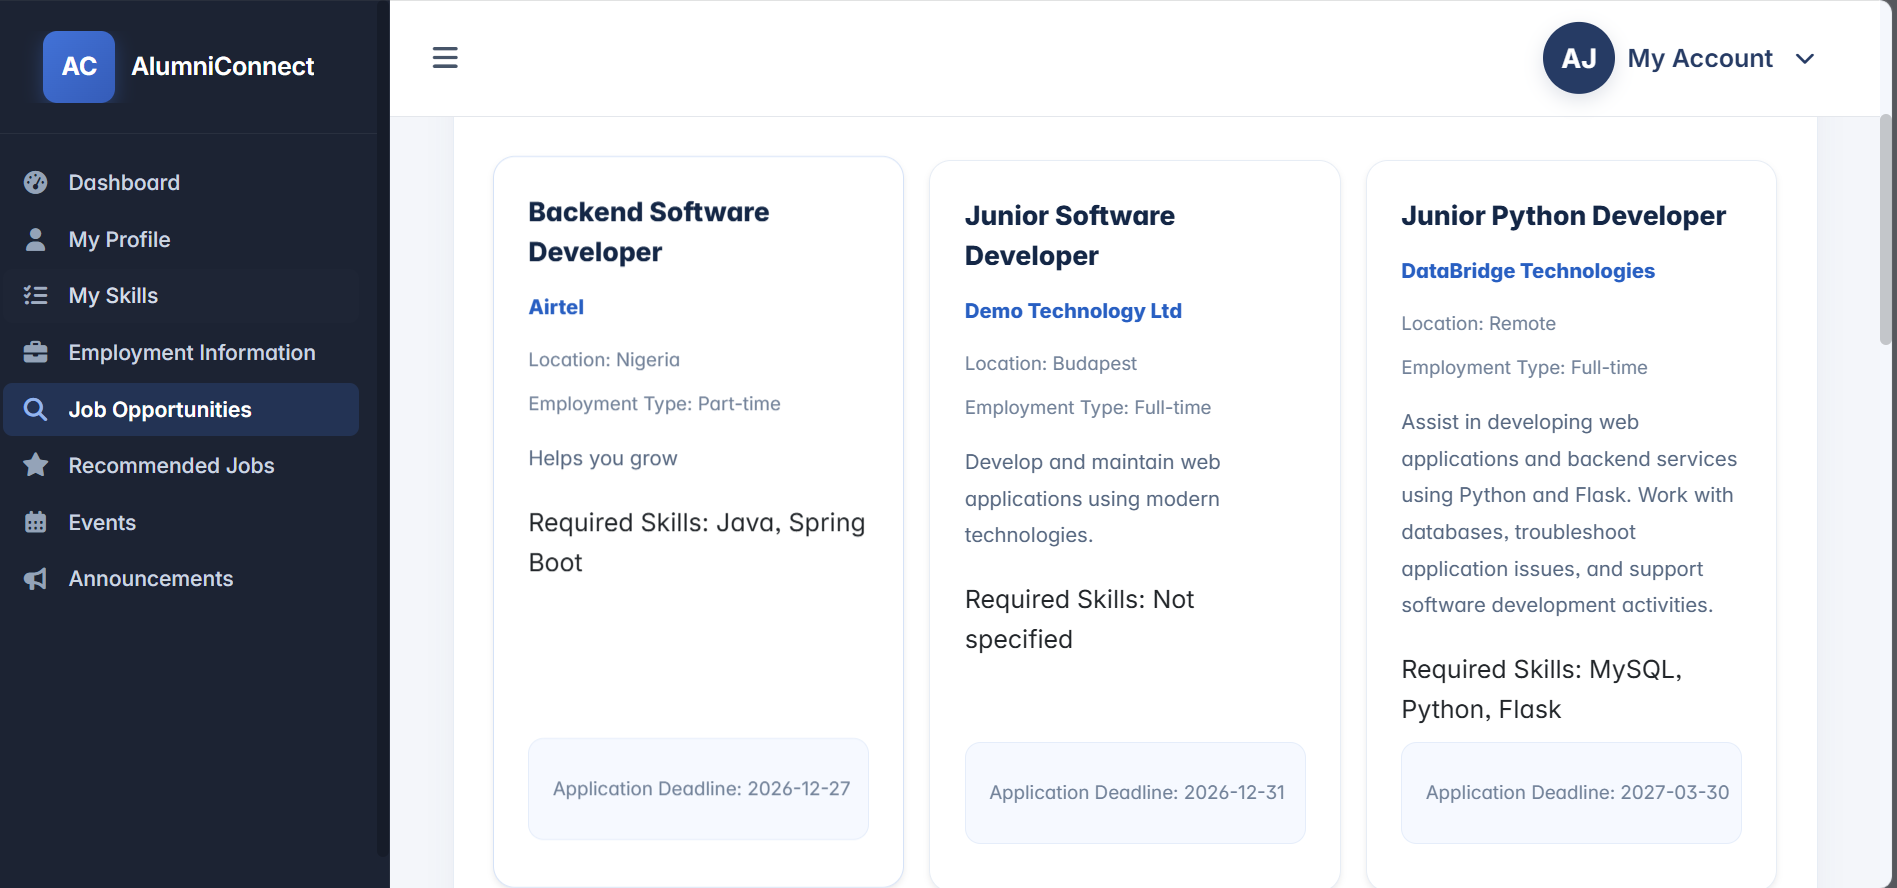 AC
AlumniConnect
Dashboard
My Profile
My Skills
Employment Information
Job Opportunities
Recommended Jobs
Events
Announcements
AJ
My Account
Backend Software
Developer
Airtel
Location: Nigeria
Employment Type: Part-time
Helps you grow
Required Skills: Java, Spring
Boot
Application Deadline: 2026-12-27
Junior Software
Developer
Demo Technology Ltd
Location: Budapest
Employment Type: Full-time
Develop and maintain web
applications using modern
technologies.
Required Skills: Not
specified
Application Deadline: 2026-12-31
Junior Python Developer
DataBridge Technologies
Location: Remote
Employment Type: Full-time
Assist in developing web
applications and backend services
using Python and Flask. Work with
databases, troubleshoot
application issues, and support
software development activities.
Required Skills: MySQL,
Python, Flask
Application Deadline: 2027-03-30